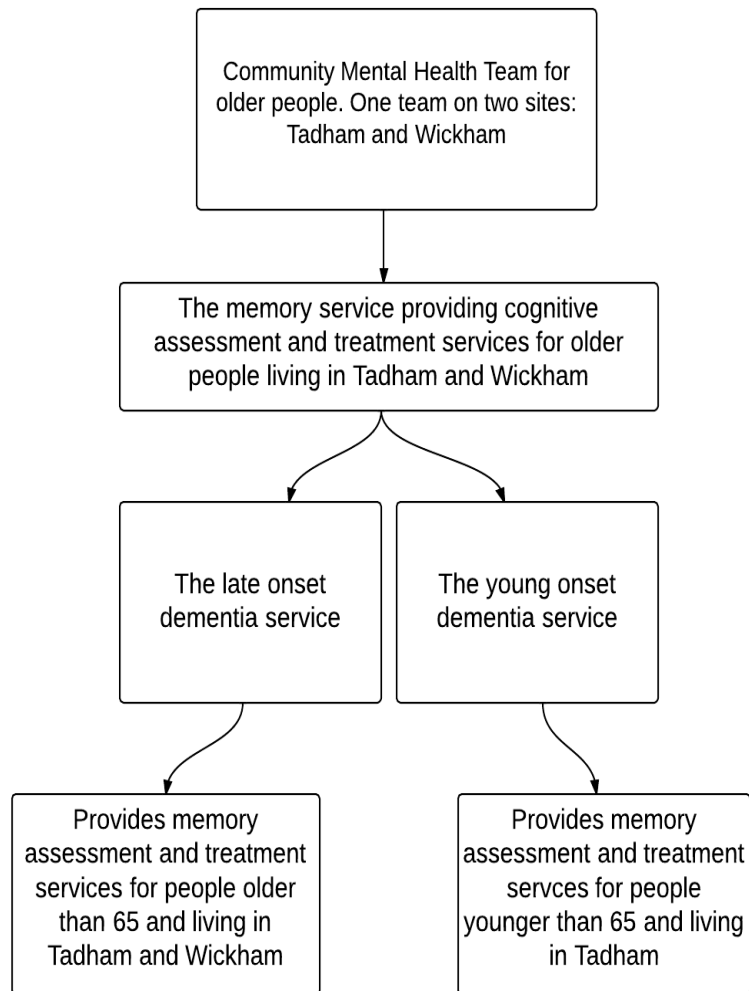 Community Mental Health Team for
older people. One team on two sites:
Tadham and Wickham
The memory service providing cognitive
assessment and treatment services for older
people living in Tadham and Wickham
The late onset
dementia service
The young onset
dementia service
Provides memory
assessment and treatment
services for people older
than 65 and living in
Tadham and Wickham
Provides memory
assessment and treatment
servces for people
younger than 65 and living
in Tadham